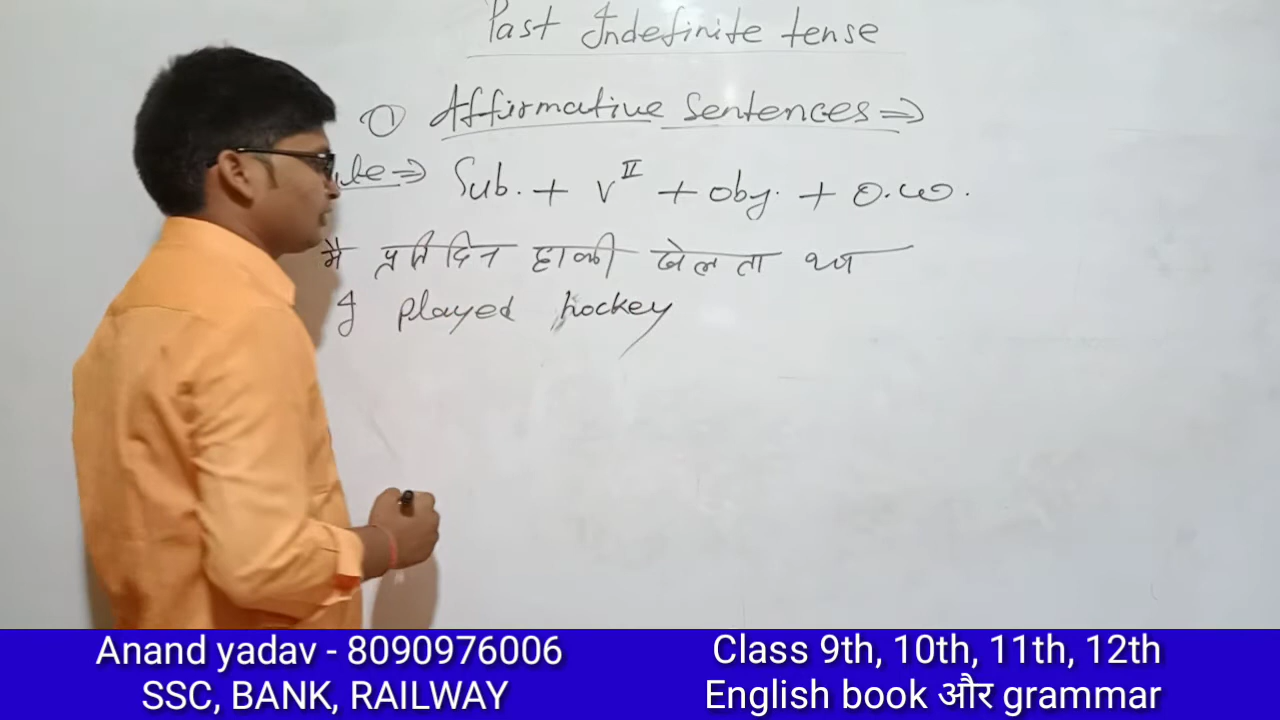 Past Indefinite tense
① Affirmative Sentences ⇒
ule ⇒ Sub. + V^II + obj. + o.w.
मै प्रतिदिन हाकी खेलता था
I played hockey
Anand yadav - 8090976006
SSC, BANK, RAILWAY
Class 9th, 10th, 11th, 12th
English book और grammar